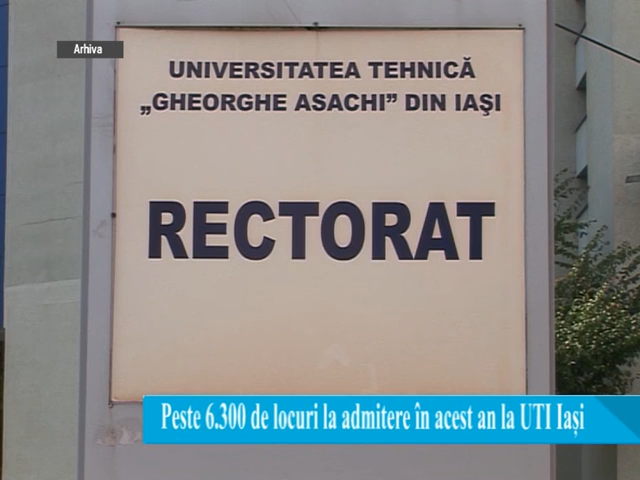 Arhiva
UNIVERSITATEA TEHNICĂ
„GHEORGHE ASACHI” DIN IAŞI
RECTORAT
Peste 6.300 de locuri la admitere în acest an la UTI Iași